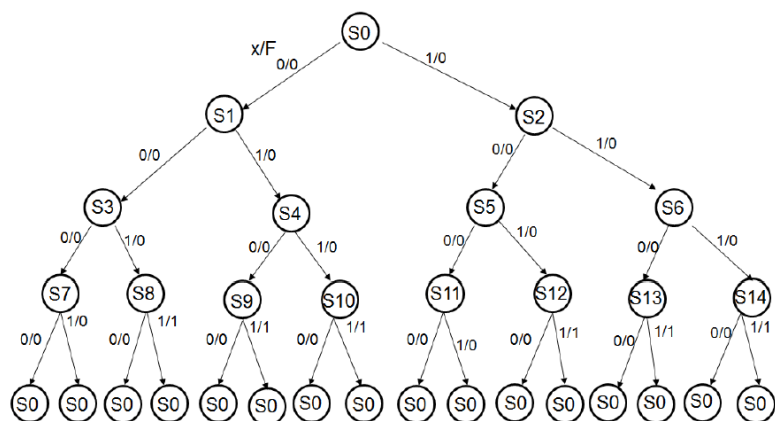 S0
x/F
0/0 1/0
S1 S2
0/0 1/0 0/0 1/0
S3 S4 S5 S6
0/0 1/0 0/0 1/0 0/0 1/0 0/0 1/0
S7 S8 S9 S10 S11 S12 S13 S14
0/0 1/0 0/0 1/1 0/0 1/1 0/0 1/1 0/0 1/0 0/0 1/1 0/0 1/1 0/0 1/1
S0 S0 S0 S0 S0 S0 S0 S0 S0 S0 S0 S0 S0 S0 S0 S0